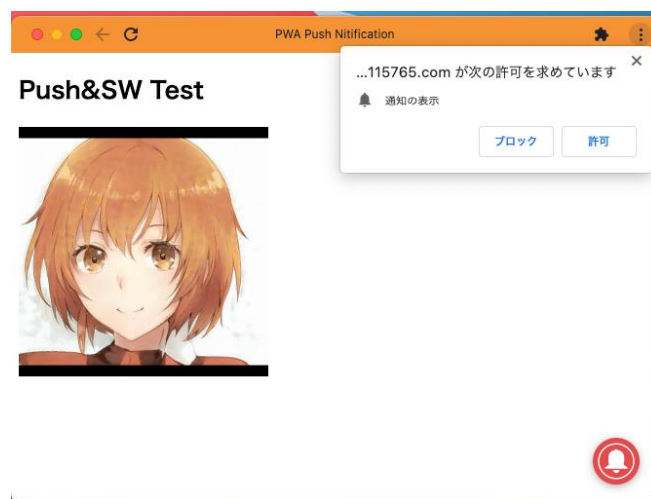 PWA Push Nitification
Push&SW Test
...115765.com が次の許可を求めています
通知の表示
ブロック
許可